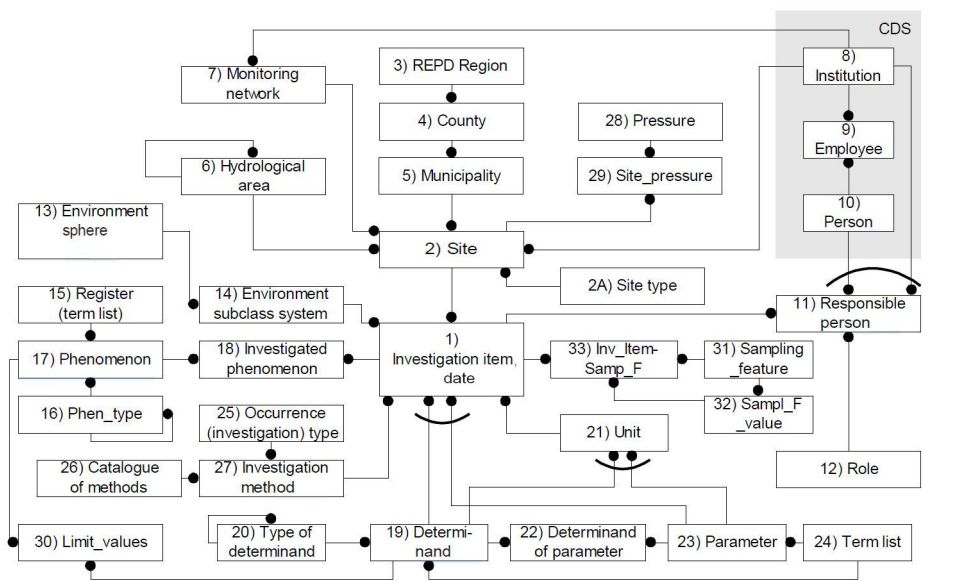 CDS
8)
Institution
7) Monitoring
network
3) REPD Region
4) County
28) Pressure
9)
Employee
6) Hydrological
area
5) Municipality
29) Site_pressure
10)
Person
13) Environment
sphere
2) Site
2A) Site type
15) Register
(term list)
14) Environment
subclass system
11) Responsible
person
1)
Investigation item,
date
17) Phenomenon
18) Investigated
phenomenon
33) Inv_Item-
Samp_F
31) Sampling
_feature
16) Phen_type
25) Occurrence
(investigation) type
32) Sampl_F
_value
21) Unit
26) Catalogue
of methods
27) Investigation
method
12) Role
30) Limit_values
20) Type of
determinand
19) Determi-
nand
22) Determinand
of parameter
23) Parameter
24) Term list